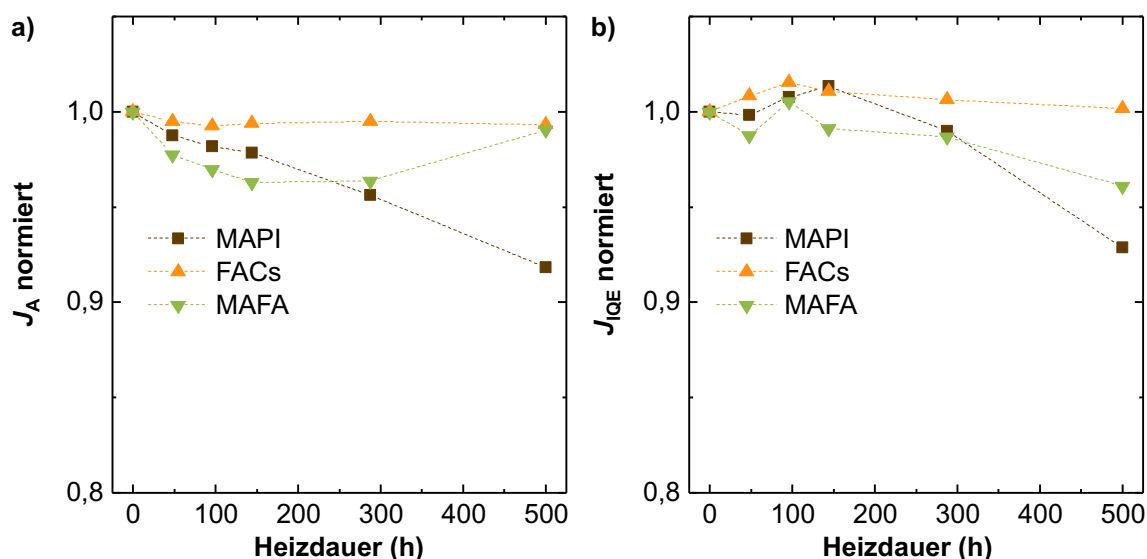 a)
1,0
0,9
0,8
J_A normiert
MAPI
FACs
MAFA
0 100 200 300 400 500
Heizdauer (h)
b)
1,0
0,9
0,8
J_IQE normiert
MAPI
FACs
MAFA
0 100 200 300 400 500
Heizdauer (h)